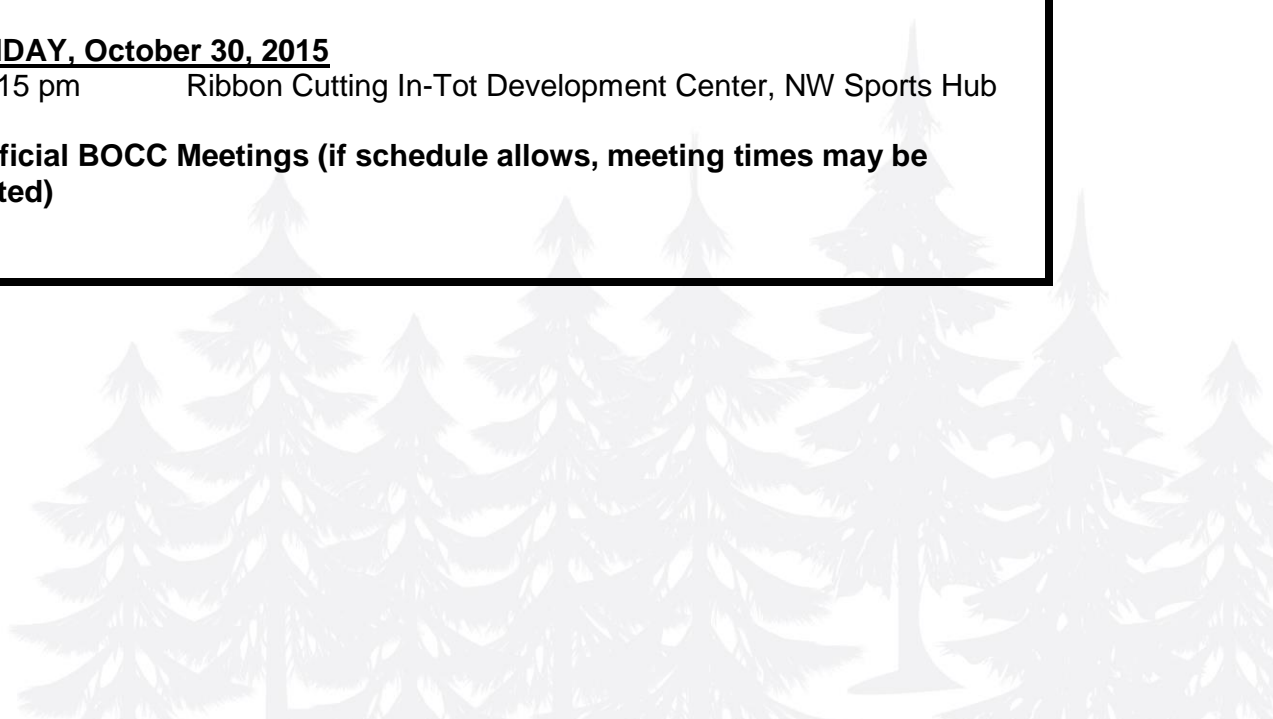 IDAY, October 30, 2015
15 pm Ribbon Cutting In-Tot Development Center, NW Sports Hub
ficial BOCC Meetings (if schedule allows, meeting times may be
ted)